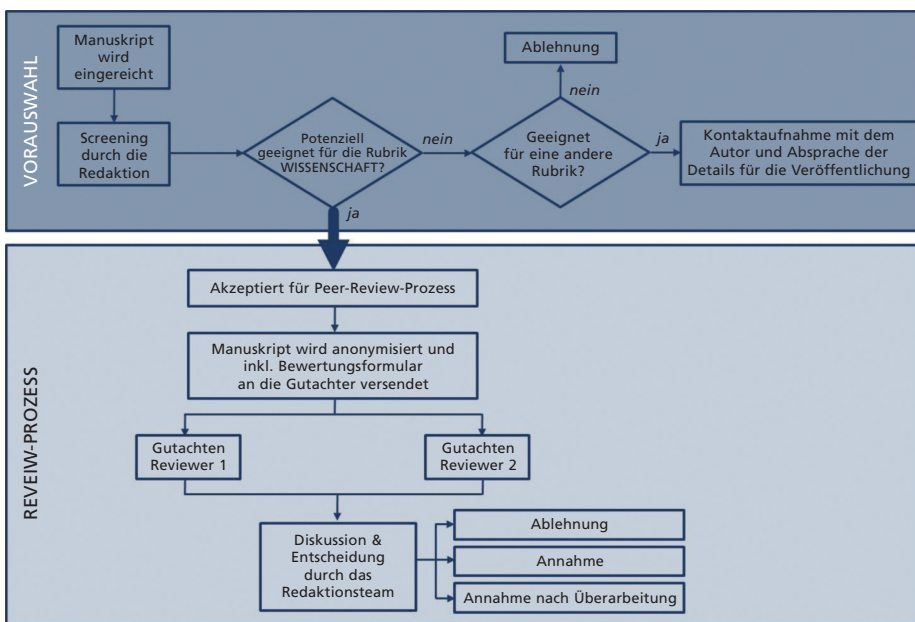 VORAUSWAHL
Manuskript
wird
eingereicht
Screening
durch die
Redaktion
Potenziell
geeignet für die Rubrik
WISSENSCHAFT?
nein
Geeignet
für eine andere
Rubrik?
nein
Ablehnung
ja
Kontaktaufnahme mit dem
Autor und Absprache der
Details für die Veröffentlichung
ja
REVEIW-PROZESS
Akzeptiert für Peer-Review-Prozess
Manuskript wird anonymisiert und
inkl. Bewertungsformular
an die Gutachter versendet
Gutachten
Reviewer 1
Gutachten
Reviewer 2
Diskussion &
Entscheidung
durch das
Redaktionsteam
Ablehnung
Annahme
Annahme nach Überarbeitung